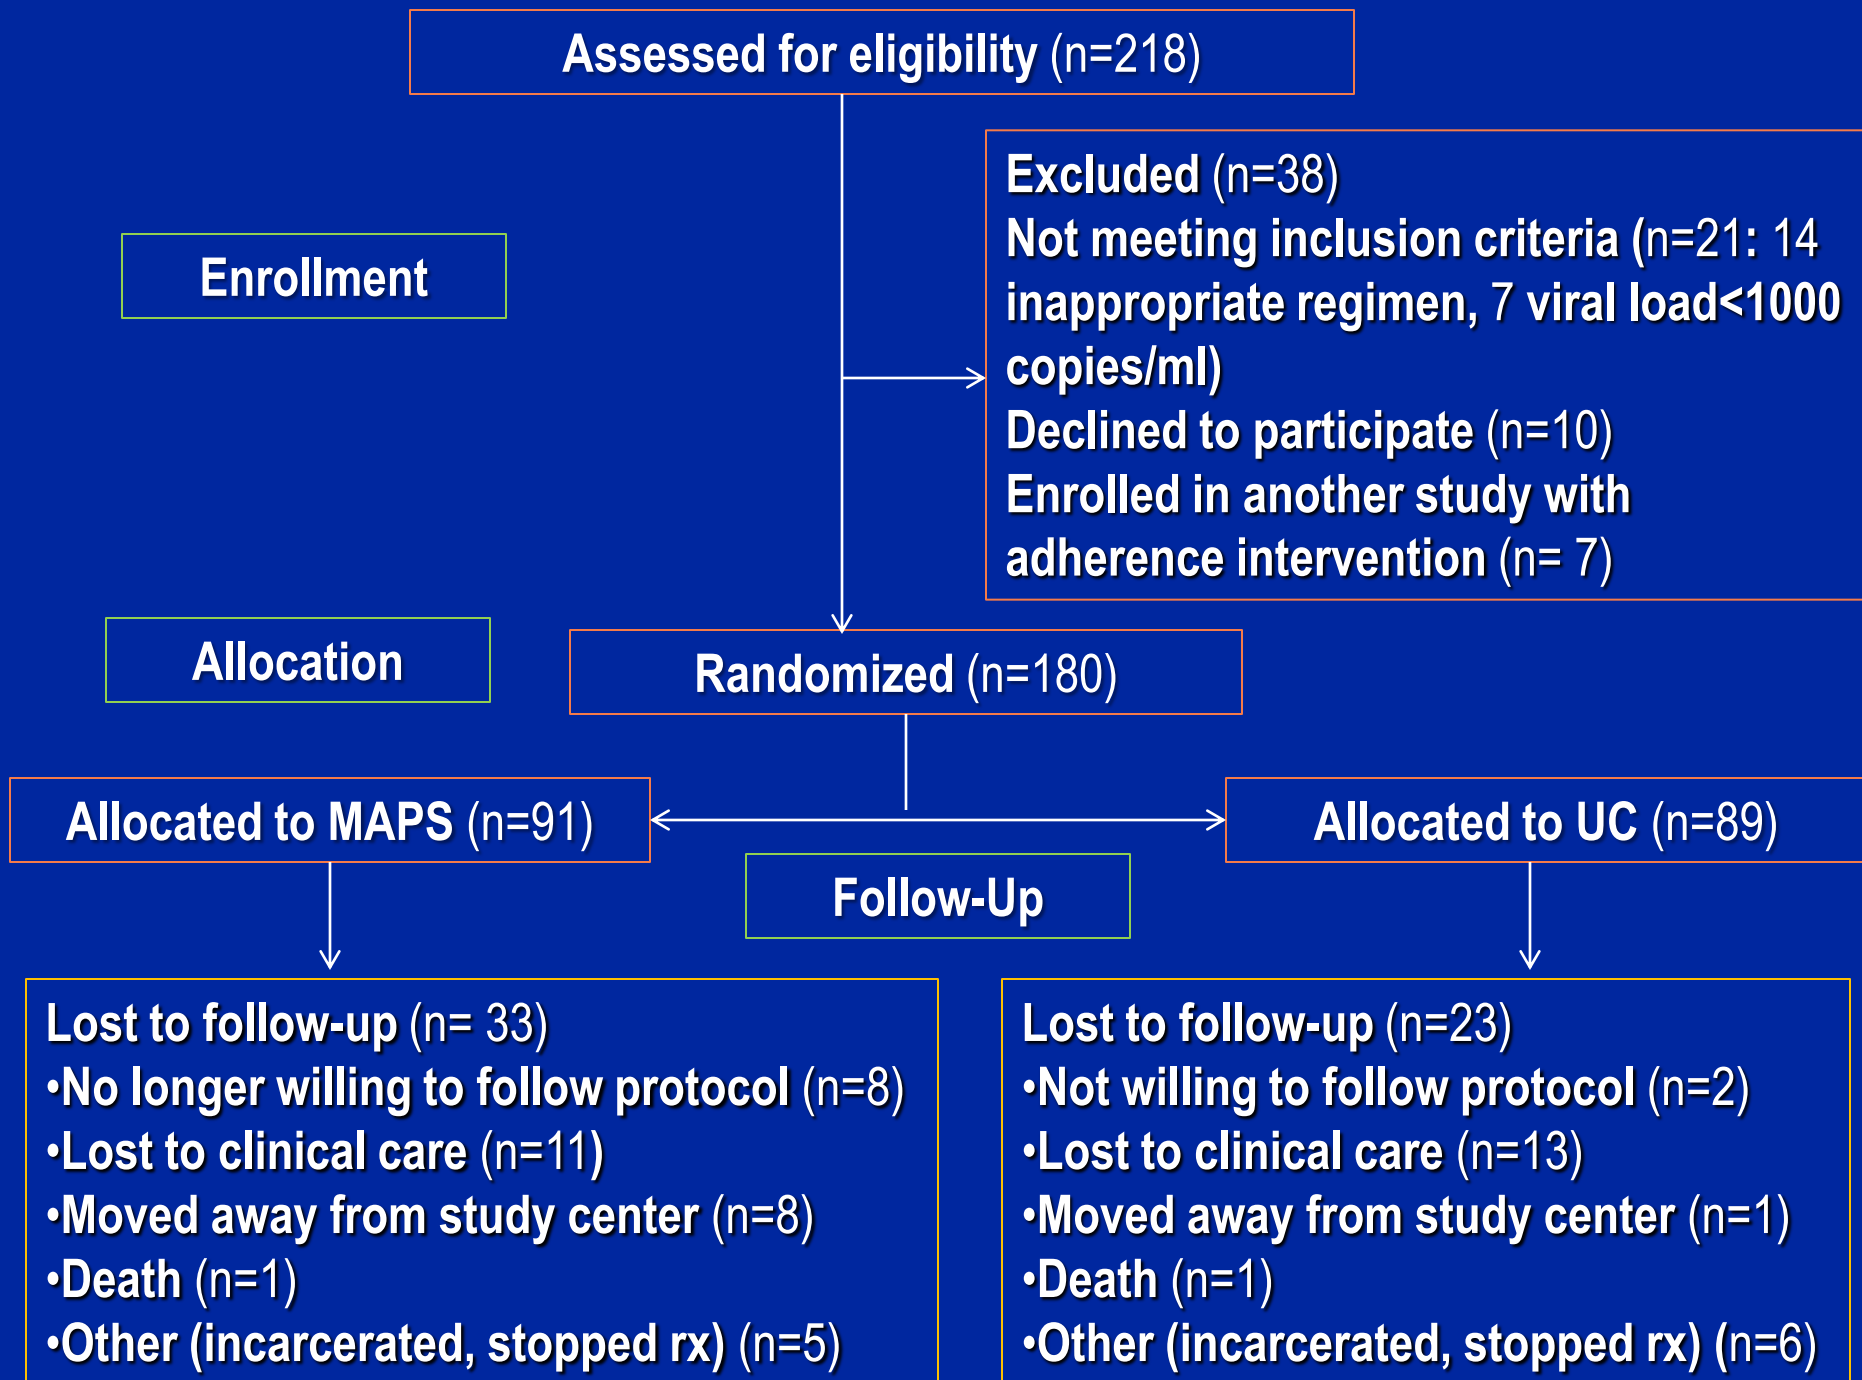 Assessed for eligibility (n=218)
Excluded (n=38)
Not meeting inclusion criteria (n=21: 14
inappropriate regimen, 7 viral load<1000
copies/ml)
Declined to participate (n=10)
Enrolled in another study with
adherence intervention (n= 7)
Enrollment
Allocation
Randomized (n=180)
Allocated to MAPS (n=91)
Allocated to UC (n=89)
Follow-Up
Lost to follow-up (n= 33)
•No longer willing to follow protocol (n=8)
•Lost to clinical care (n=11)
•Moved away from study center (n=8)
•Death (n=1)
•Other (incarcerated, stopped rx) (n=5)
Lost to follow-up (n=23)
•Not willing to follow protocol (n=2)
•Lost to clinical care (n=13)
•Moved away from study center (n=1)
•Death (n=1)
•Other (incarcerated, stopped rx) (n=6)